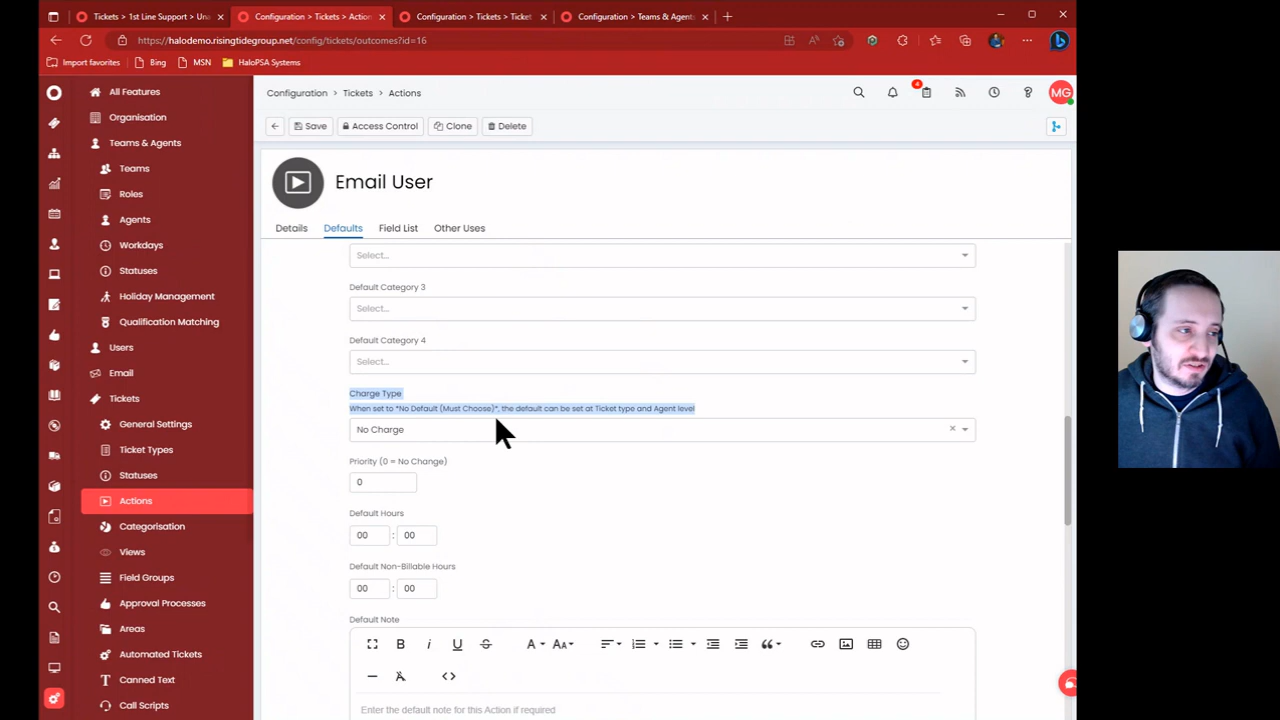 Tickets > 1st Line Support > Una
Configuration > Tickets > Action
Configuration > Tickets > Ticket
Configuration > Teams & Agents
https://halodemo.risingtidegroup.net/config/tickets/outcomes?id=16
Import favorites
Bing
MSN
HaloPSA Systems
All Features
Organisation
Teams & Agents
Teams
Roles
Agents
Workdays
Statuses
Holiday Management
Qualification Matching
Users
Email
Tickets
General Settings
Ticket Types
Statuses
Actions
Categorisation
Views
Field Groups
Approval Processes
Areas
Automated Tickets
Canned Text
Call Scripts
Configuration > Tickets > Actions
4
MG
Save
Access Control
Clone
Delete
Email User
Details
Defaults
Field List
Other Uses
Select...
Default Category 3
Select...
Default Category 4
Select...
Charge Type
When set to "No Default (Must Choose)", the default can be set at Ticket type and Agent level
No Charge
Priority (0 = No Change)
0
Default Hours
00 : 00
Default Non-Billable Hours
00 : 00
Default Note
Enter the default note for this Action if required